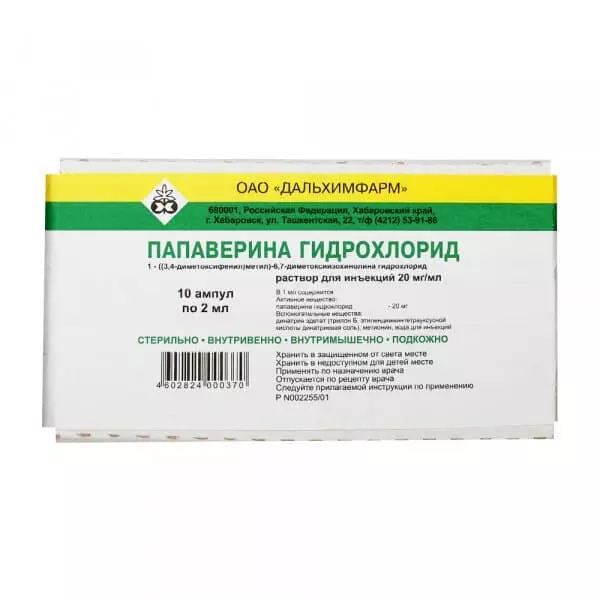 ОАО «ДАЛЬХИМФАРМ»
680001, Российская Федерация, Хабаровский край,
г. Хабаровск, ул. Ташкентская, 22, т/ф (4212) 53-91-86
ПАПАВЕРИНА ГИДРОХЛОРИД
1 - ((3,4-диметоксифенил)метил)-6,7-диметоксиизохинолина гидрохлорид
раствор для инъекций 20 мг/мл
10 ампул
по 2 мл
В 1 мл содержится
Активное вещество:
папаверина гидрохлорид - 20 мг
Вспомогательные вещества:
динатрия эдетат (трилон Б, этилендиаминтетрауксусной
кислоты динатриевая соль), метионин, вода для инъекций
СТЕРИЛЬНО • ВНУТРИВЕННО • ВНУТРИМЫШЕЧНО • ПОДКОЖНО
Хранить в защищенном от света месте
Хранить в недоступном для детей месте
Применять по назначению врача
Отпускается по рецепту врача
Следуйте прилагаемой инструкции по применению
Р N002255/01
4602824000370